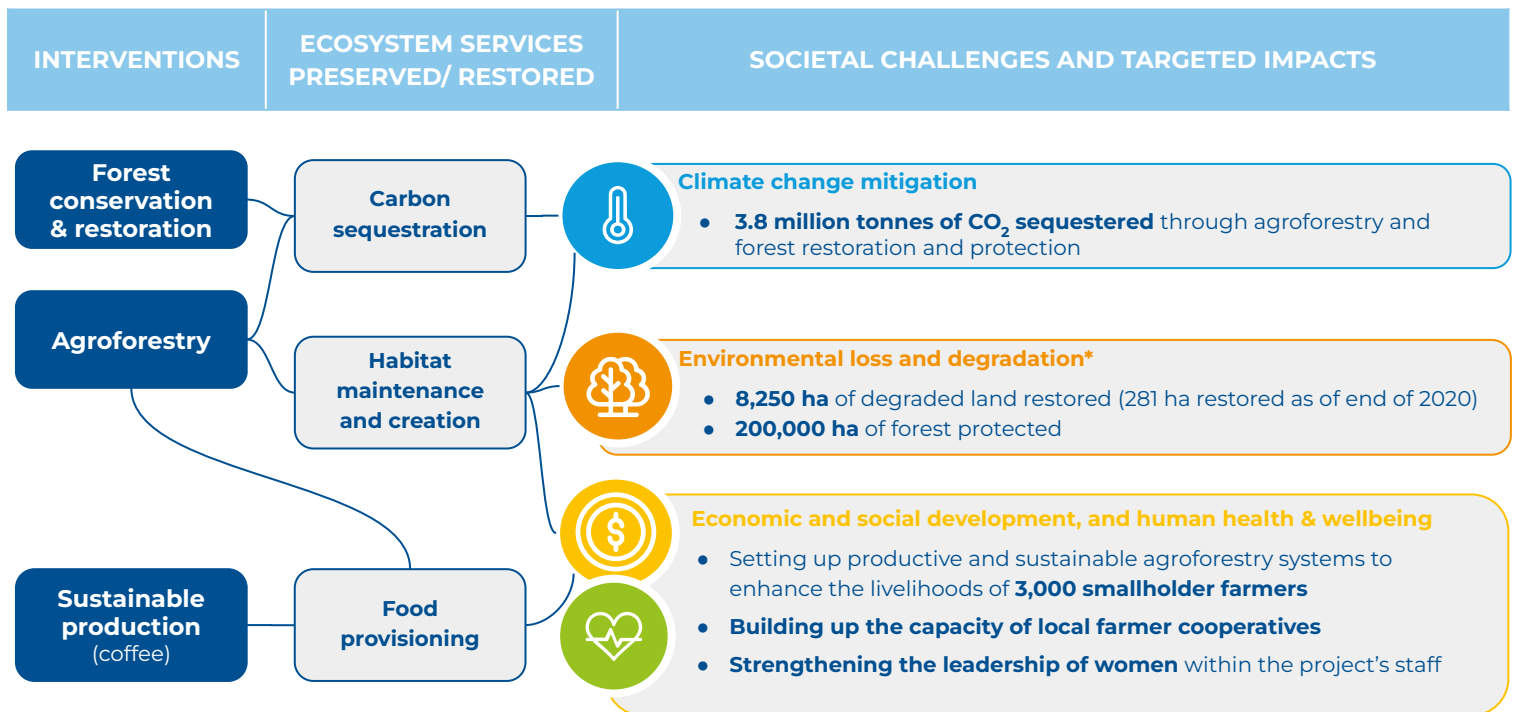 INTERVENTIONS
ECOSYSTEM SERVICES
PRESERVED/ RESTORED
SOCIETAL CHALLENGES AND TARGETED IMPACTS
Forest
conservation
& restoration
Agroforestry
Sustainable
production
(coffee)
Carbon
sequestration
Habitat
maintenance
and creation
Food
provisioning
Climate change mitigation
● 3.8 million tonnes of CO₂ sequestered through agroforestry and
forest restoration and protection
Environmental loss and degradation*
● 8,250 ha of degraded land restored (281 ha restored as of end of 2020)
● 200,000 ha of forest protected
$
Economic and social development, and human health & wellbeing
● Setting up productive and sustainable agroforestry systems to
enhance the livelihoods of 3,000 smallholder farmers
● Building up the capacity of local farmer cooperatives
● Strengthening the leadership of women within the project's staff